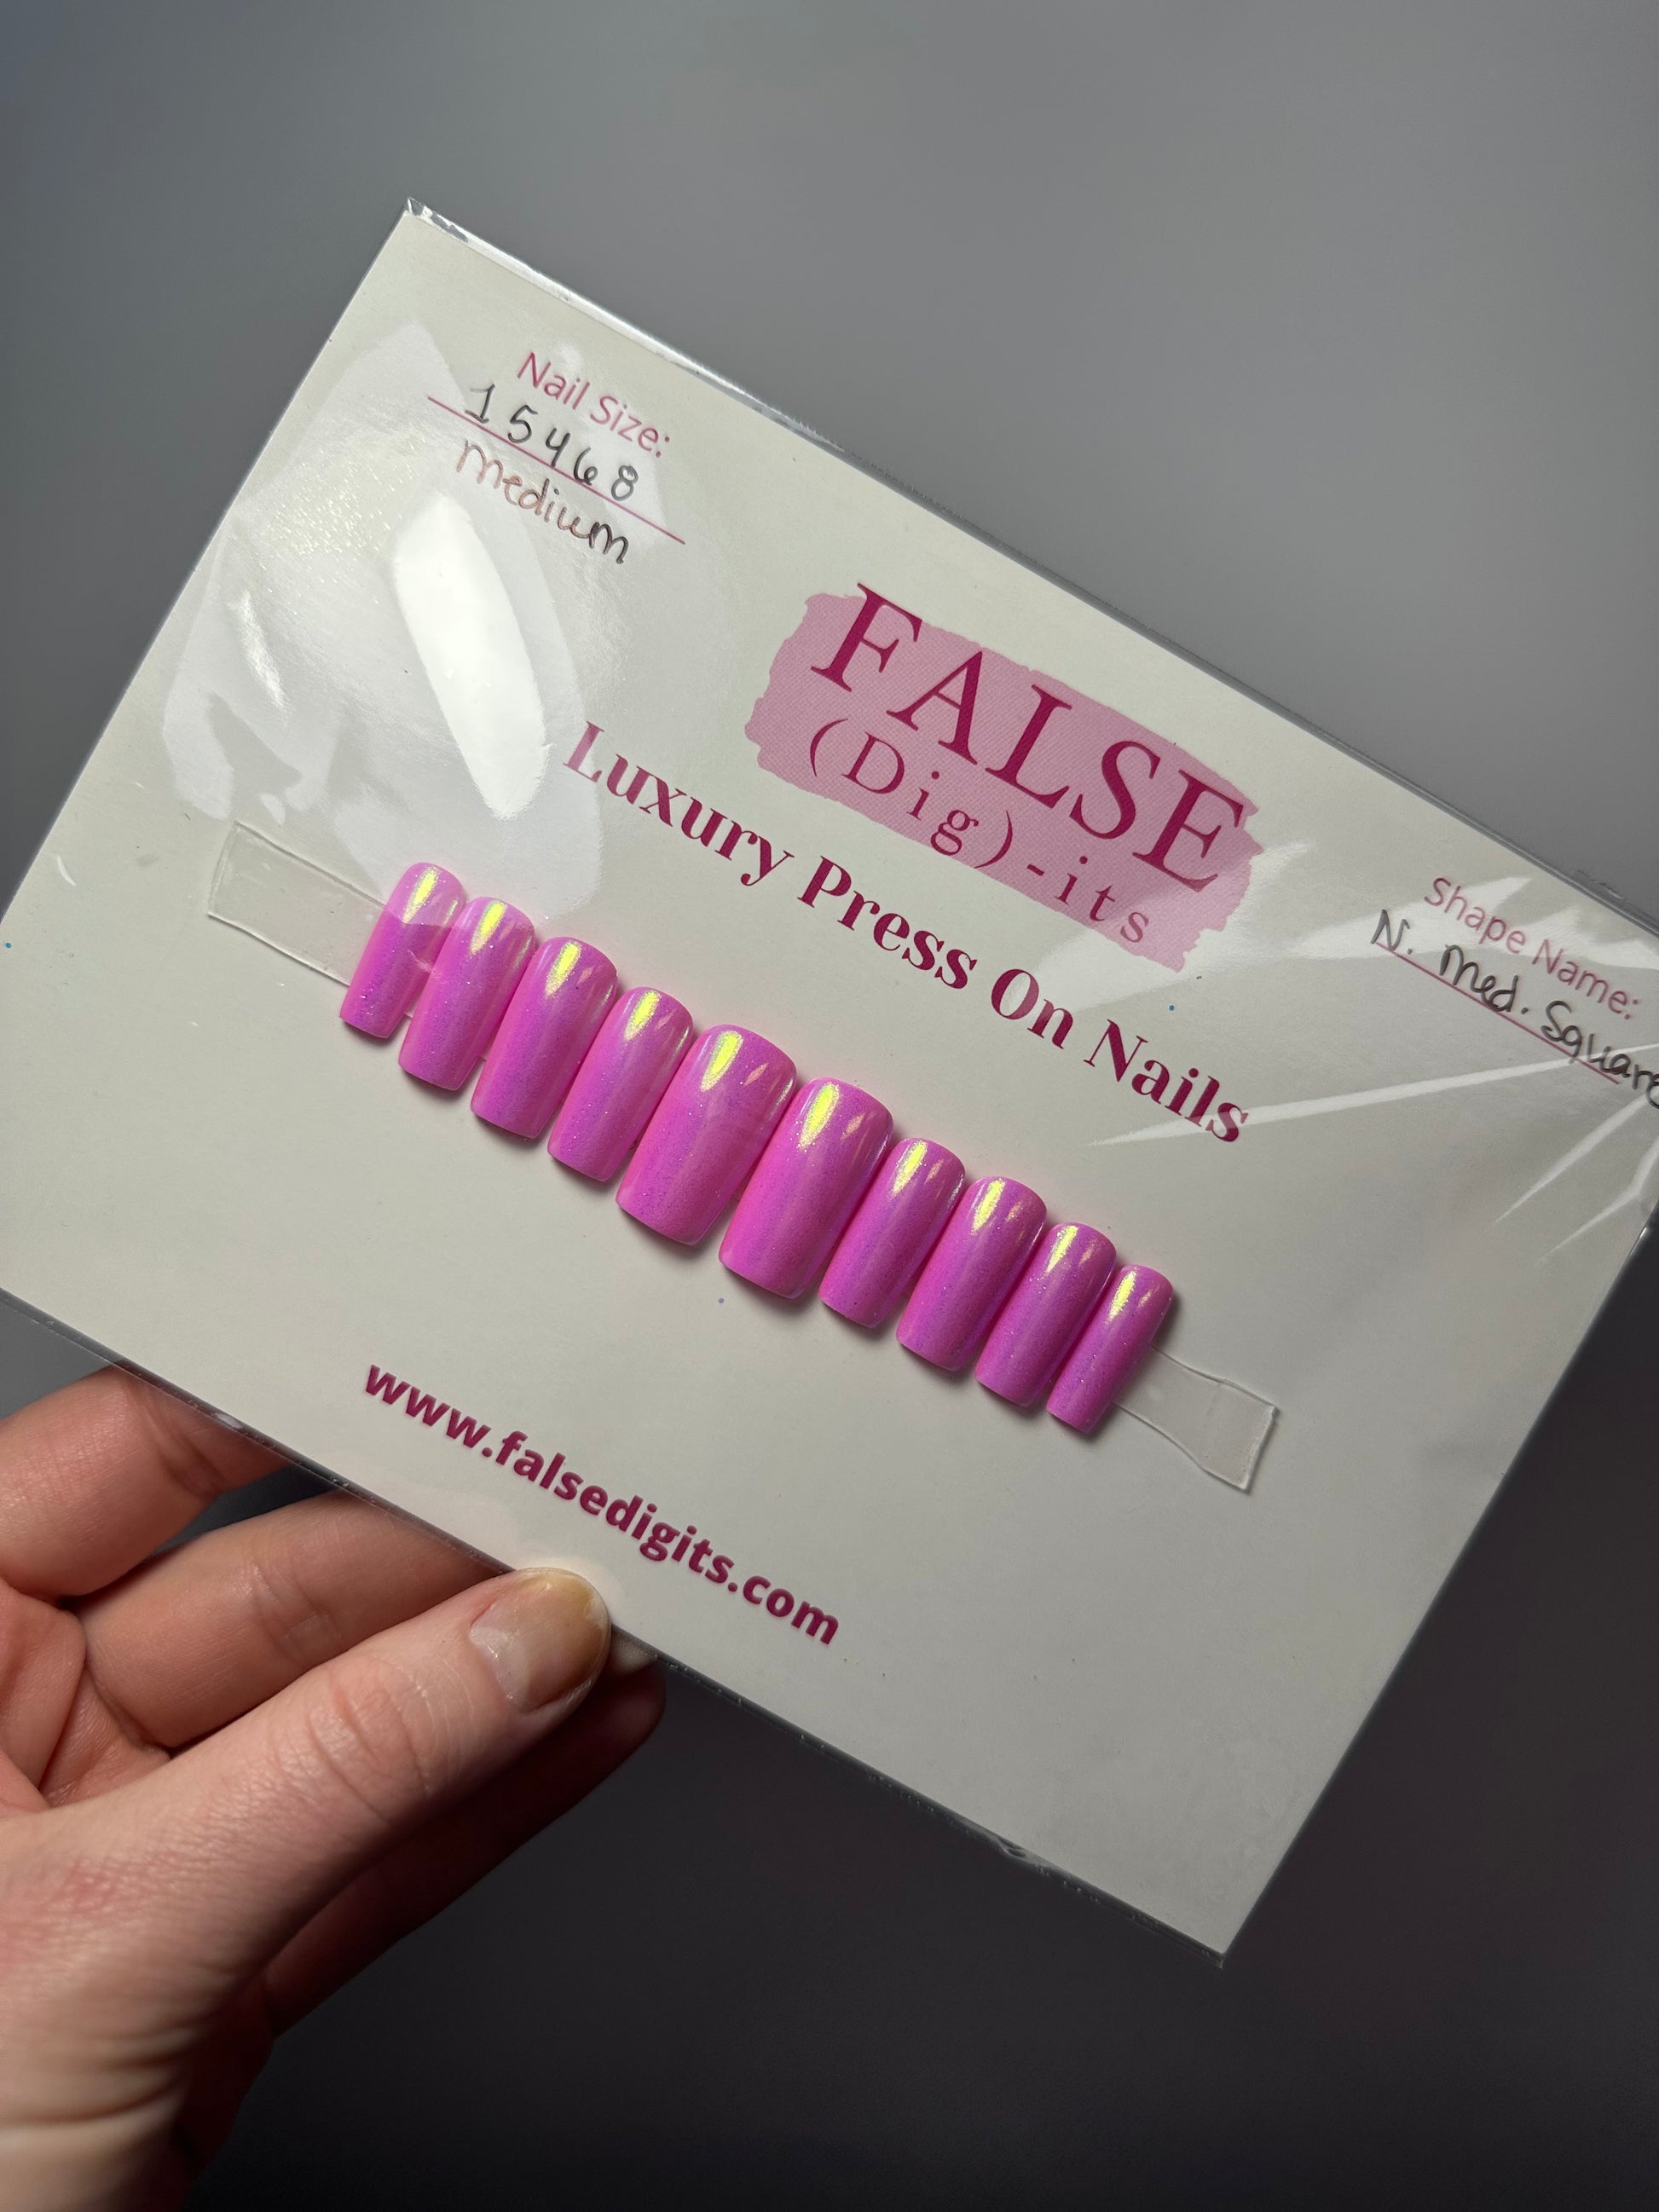 Nail Size:
15468
medium
FALSE
(Dig)-its
Luxury Press On Nails
Shape Name:
N. Med. Square
www.falsedigits.com